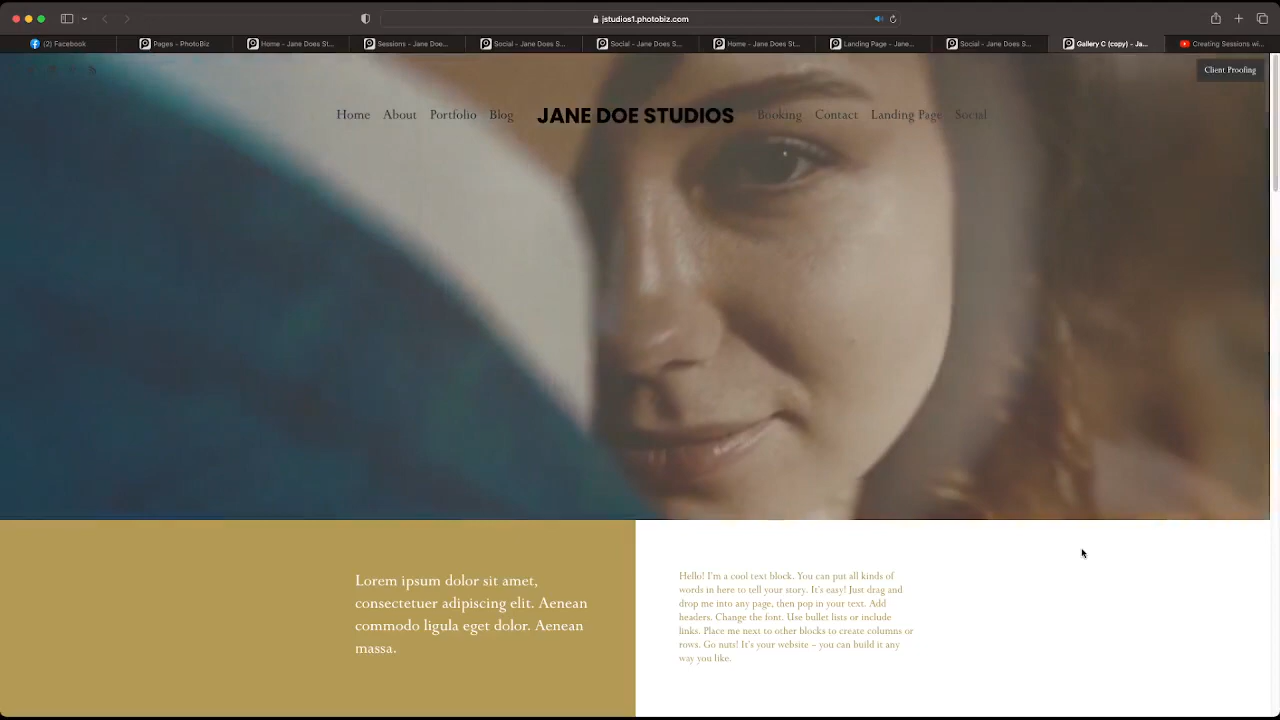 jstudios1.photobiz.com
(2) Facebook
Pages - PhotoBiz
Home - Jane Does St...
Sessions - Jane Doe...
Social - Jane Does S...
Social - Jane Does S...
Home - Jane Does St...
Landing Page - Jane...
Social - Jane Does S...
Gallery C (copy) - Ja...
Creating Sessions wi...
Client Proofing
Home About Portfolio Blog JANE DOE STUDIOS Booking Contact Landing Page Social
Lorem ipsum dolor sit amet,
consectetuer adipiscing elit. Aenean
commodo ligula eget dolor. Aenean
massa.
Hello! I'm a cool text block. You can put all kinds of
words in here to tell your story. It's easy! Just drag and
drop me into any page, then pop in your text. Add
headers. Change the font. Use bullet lists or include
links. Place me next to other blocks to create columns or
rows. Go nuts! It's your website – you can build it any
way you like.